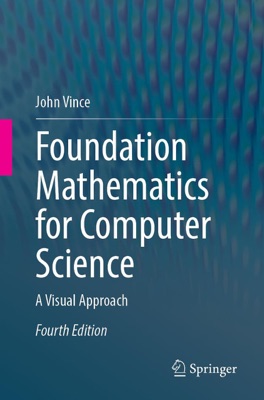 John Vince
Foundation
Mathematics
for Computer
Science
A Visual Approach
Fourth Edition
Springer